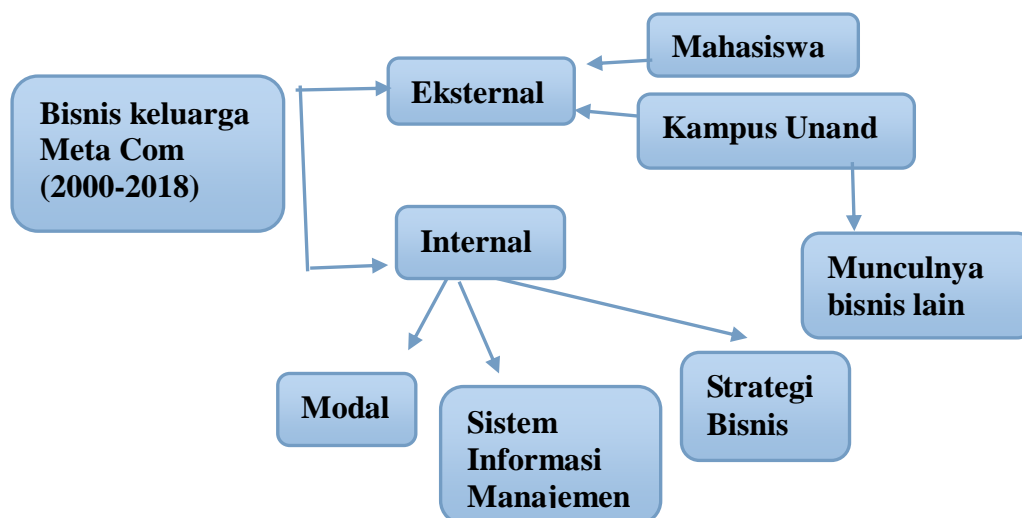 Mahasiswa
Eksternal
Bisnis keluarga
Meta Com
(2000-2018)
Kampus Unand
Internal
Munculnya
bisnis lain
Modal
Sistem
Informasi
Manajemen
Strategi
Bisnis